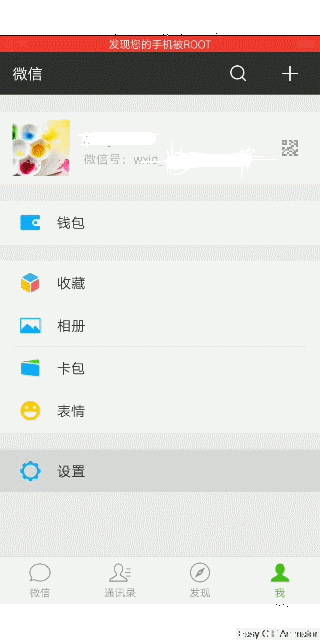 发现您的手机被ROOT
微信
微信号：wxid_
钱包
收藏
相册
卡包
表情
设置
微信
通讯录
发现
我
Easy GIF Animator